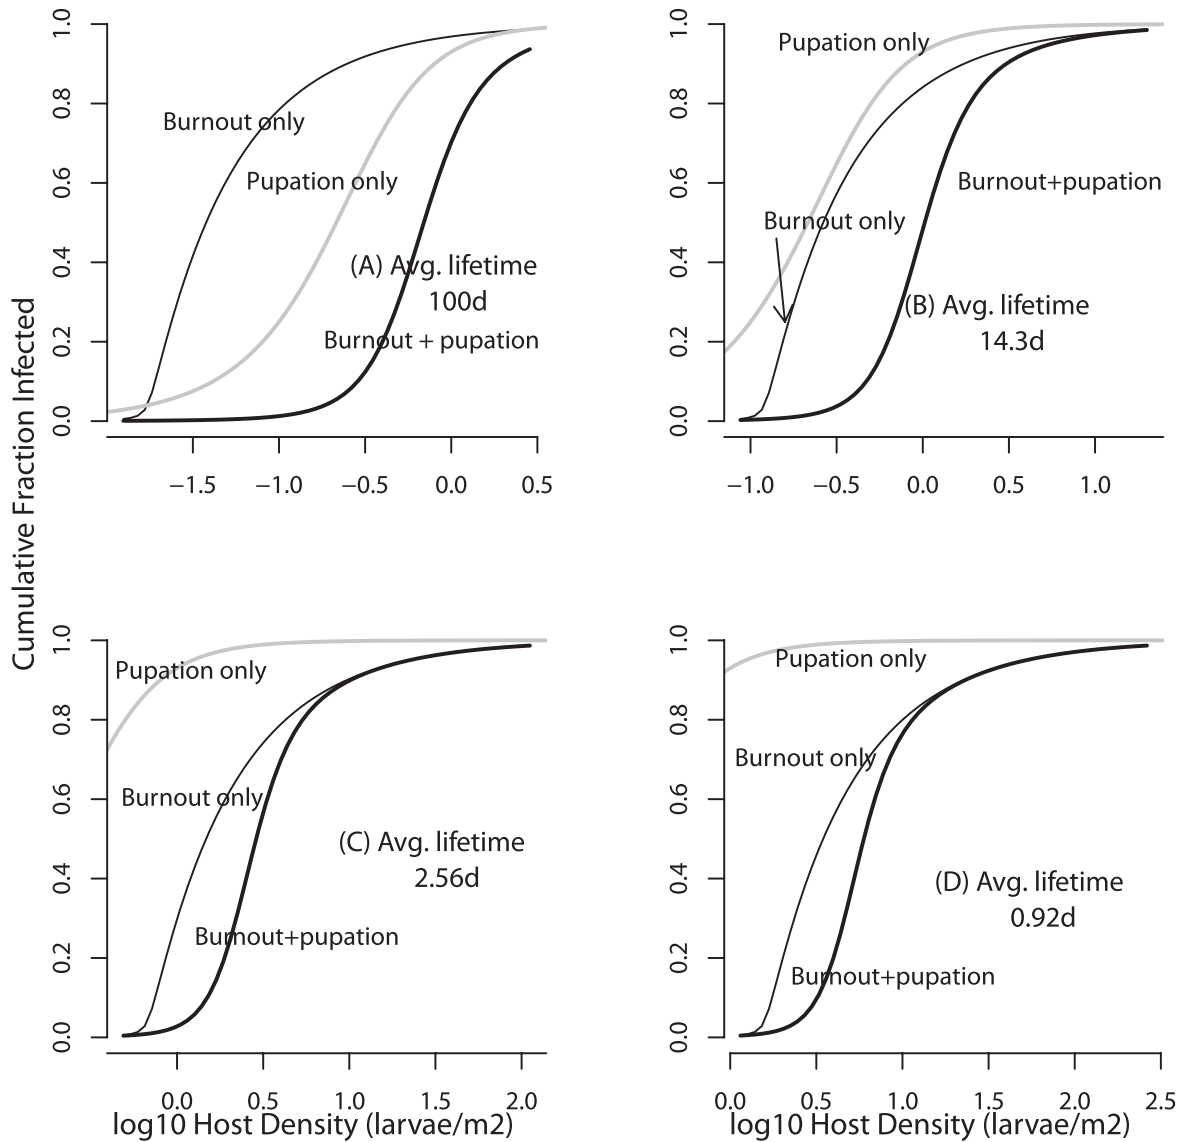 Cumulative Fraction Infected
1.0
0.8
0.6
0.4
0.2
0.0
Burnout only
Pupation only
(A) Avg. lifetime
100d
Burnout + pupation
−1.5 −1.0 −0.5 0.0 0.5
1.0
0.8
0.6
0.4
0.2
0.0
Pupation only
Burnout+pupation
Burnout only
(B) Avg. lifetime
14.3d
−1.0 −0.5 0.0 0.5 1.0
1.0
0.8
0.6
0.4
0.2
0.0
Pupation only
Burnout only
(C) Avg. lifetime
2.56d
Burnout+pupation
0.0 0.5 1.0 1.5 2.0
log10 Host Density (larvae/m2)
1.0
0.8
0.6
0.4
0.2
0.0
Pupation only
Burnout only
(D) Avg. lifetime
0.92d
Burnout+pupation
0.0 0.5 1.0 1.5 2.0 2.5
log10 Host Density (larvae/m2)